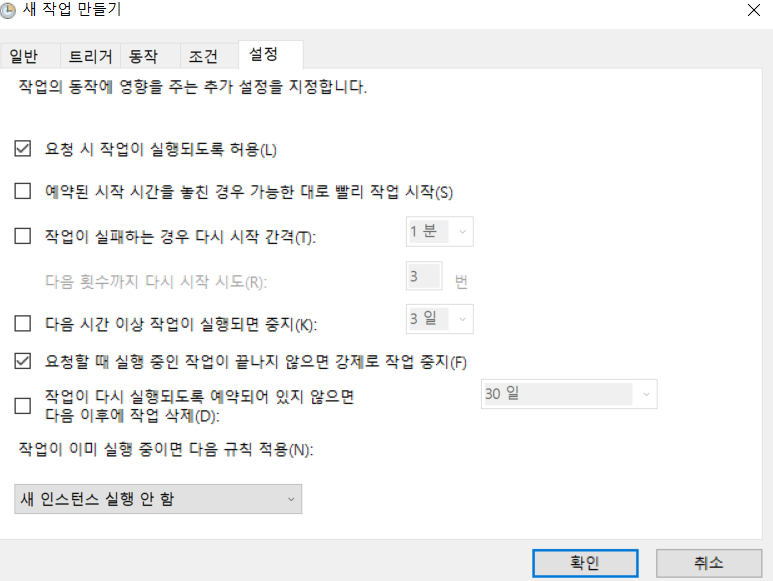 새 작업 만들기
일반 트리거 동작 조건 설정
작업의 동작에 영향을 주는 추가 설정을 지정합니다.
요청 시 작업이 실행되도록 허용(L)
예약된 시작 시간을 놓친 경우 가능한 대로 빨리 작업 시작(S)
작업이 실패하는 경우 다시 시작 간격(T): 1 분
다음 횟수까지 다시 시작 시도(R): 3 번
다음 시간 이상 작업이 실행되면 중지(K): 3 일
요청할 때 실행 중인 작업이 끝나지 않으면 강제로 작업 중지(F)
작업이 다시 실행되도록 예약되어 있지 않으면 30 일
다음 이후에 작업 삭제(D):
작업이 이미 실행 중이면 다음 규칙 적용(N):
새 인스턴스 실행 안 함
확인 취소